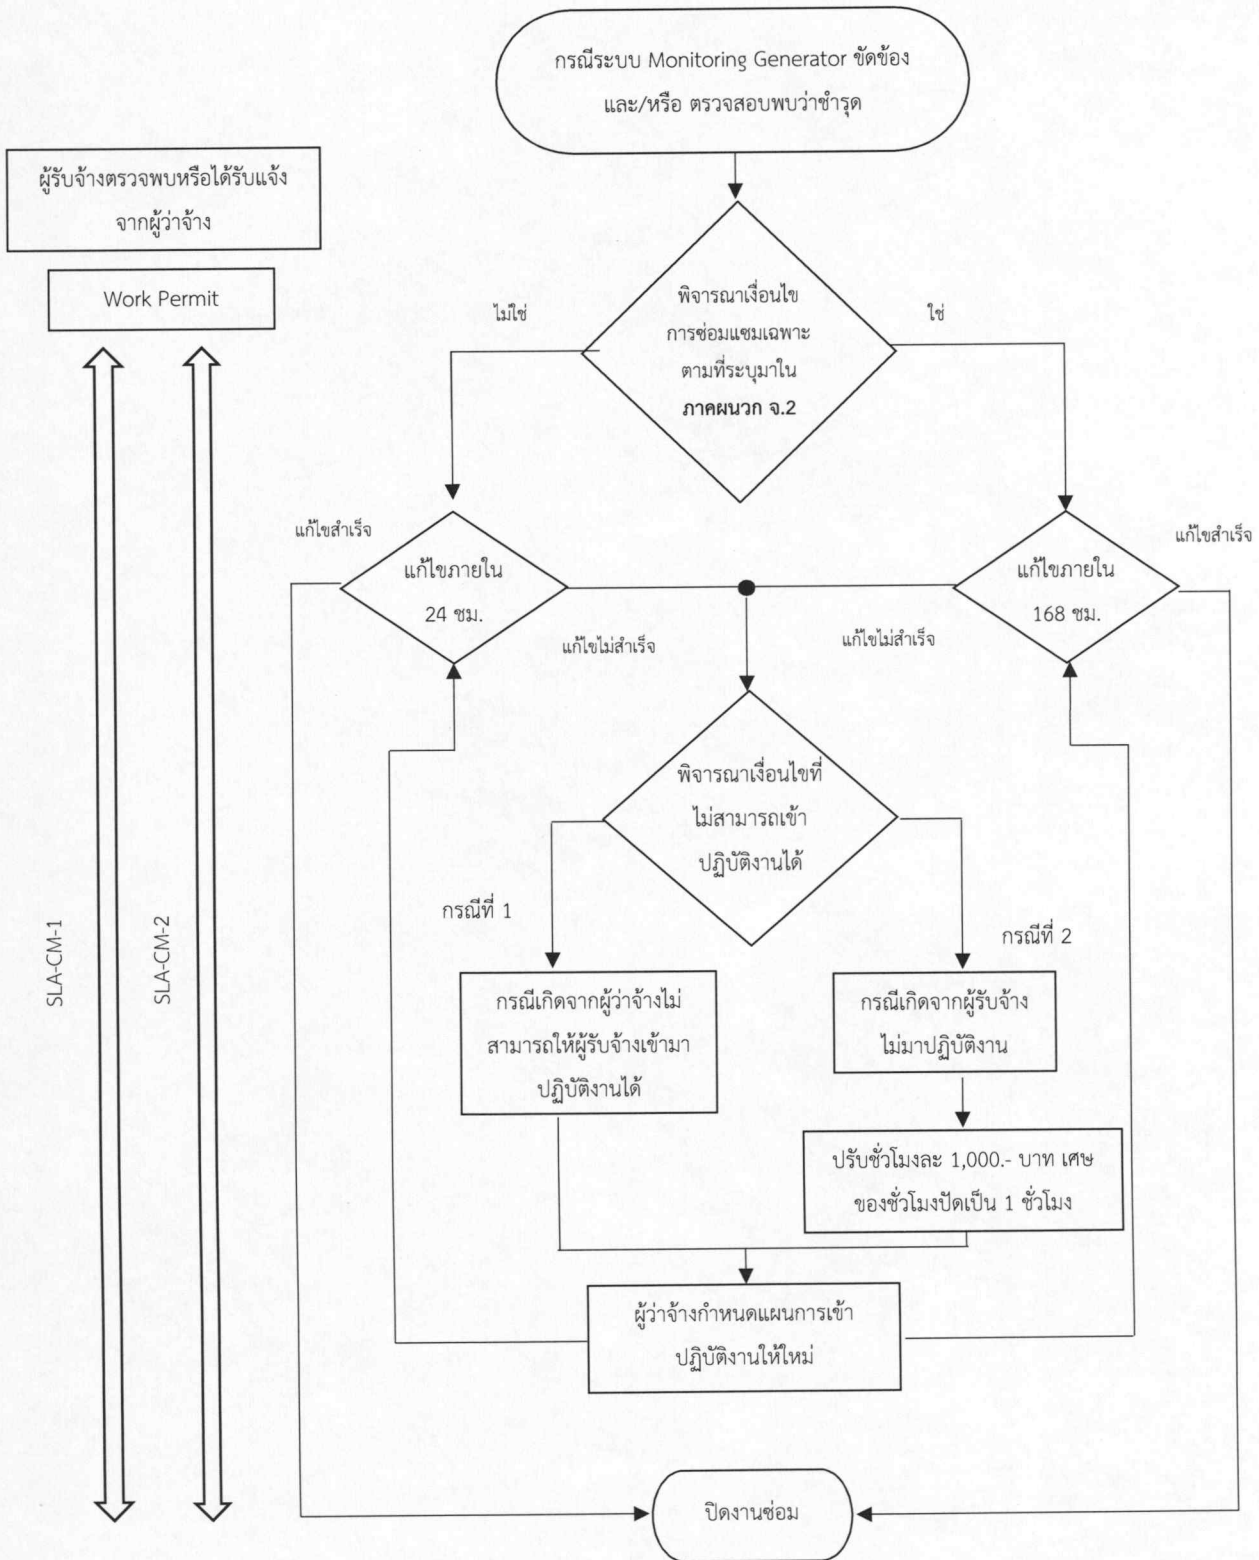 กรณีระบบ Monitoring Generator ขัดข้อง
และ/หรือ ตรวจสอบพบว่าชำรุด
ผู้รับจ้างตรวจพบหรือได้รับแจ้ง
จากผู้ว่าจ้าง
Work Permit
พิจารณาเงื่อนไข
การซ่อมแซมเฉพาะ
ตามที่ระบุมาใน
ภาคผนวก จ.2
ไม่ใช่
ใช่
แก้ไขสำเร็จ
แก้ไขภายใน
24 ชม.
แก้ไขไม่สำเร็จ
แก้ไขสำเร็จ
แก้ไขภายใน
168 ชม.
แก้ไขไม่สำเร็จ
พิจารณาเงื่อนไขที่
ไม่สามารถเข้า
ปฏิบัติงานได้
SLA-CM-1
SLA-CM-2
กรณีที่ 1
กรณีที่ 2
กรณีเกิดจากผู้ว่าจ้างไม่
สามารถให้ผู้รับจ้างเข้ามา
ปฏิบัติงานได้
กรณีเกิดจากผู้รับจ้าง
ไม่มาปฏิบัติงาน
ปรับชั่วโมงละ 1,000.- บาท เศษ
ของชั่วโมงปัดเป็น 1 ชั่วโมง
ผู้ว่าจ้างกำหนดแผนการเข้า
ปฏิบัติงานให้ใหม่
ปิดงานซ่อม